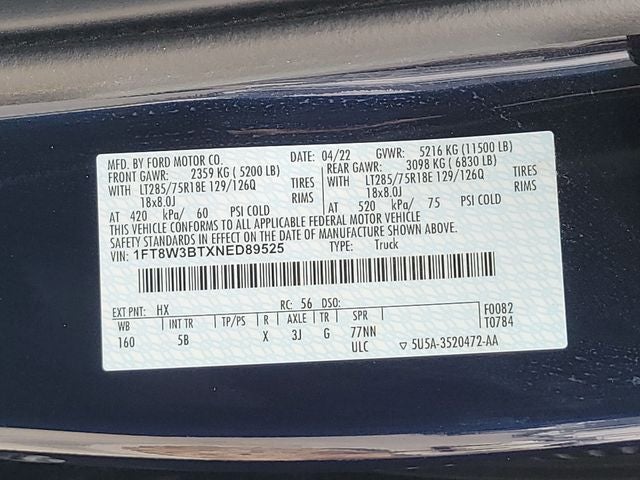 MFD. BY FORD MOTOR CO. DATE: 04/22 GVWR: 5216 KG (11500 LB)
FRONT GAWR: 2359 KG ( 5200 LB) REAR GAWR: 3098 KG ( 6830 LB)
WITH LT285/75R18E 129/126Q TIRES WITH LT285/75R18E 129/126Q TIRES
18x8.0J RIMS 18x8.0J RIMS
AT 420 kPa/ 60 PSI COLD AT 520 kPa/ 75 PSI COLD
THIS VEHICLE CONFORMS TO ALL APPLICABLE FEDERAL MOTOR VEHICLE
SAFETY STANDARDS IN EFFECT ON THE DATE OF MANUFACTURE SHOWN ABOVE.
VIN: 1FT8W3BTXNED89525 TYPE: Truck
EXT PNT: HX RC: 56 DSO: F0082
WB INT TR TP/PS R AXLE TR SPR T0784
160 5B X 3J G 77NN
ULC ▽ 5U5A-3520472-AA